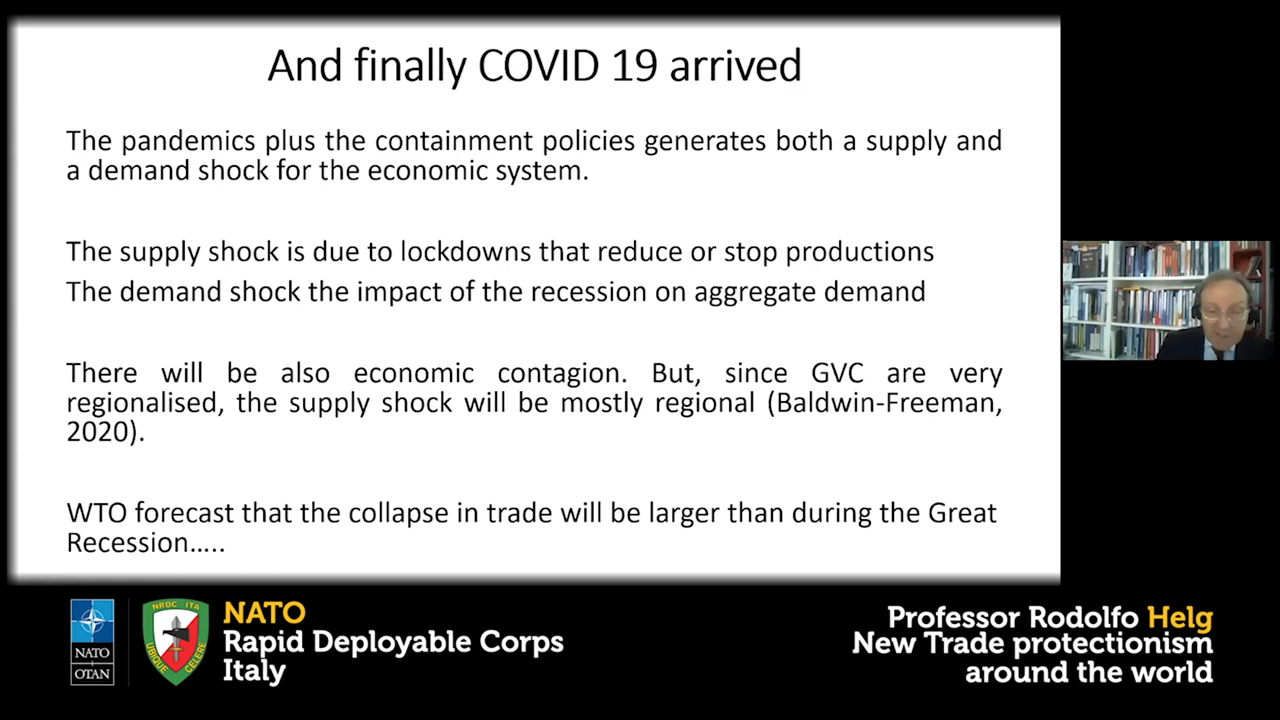 And finally COVID 19 arrived
The pandemics plus the containment policies generates both a supply and
a demand shock for the economic system.
The supply shock is due to lockdowns that reduce or stop productions
The demand shock the impact of the recession on aggregate demand
There will be also economic contagion. But, since GVC are very
regionalised, the supply shock will be mostly regional (Baldwin-Freeman,
2020).
WTO forecast that the collapse in trade will be larger than during the Great
Recession…..
NATO
OTAN
NRDC-ITA
UBIQUE CELERE
NATO
Rapid Deployable Corps
Italy
Professor Rodolfo Helg
New Trade protectionism
around the world